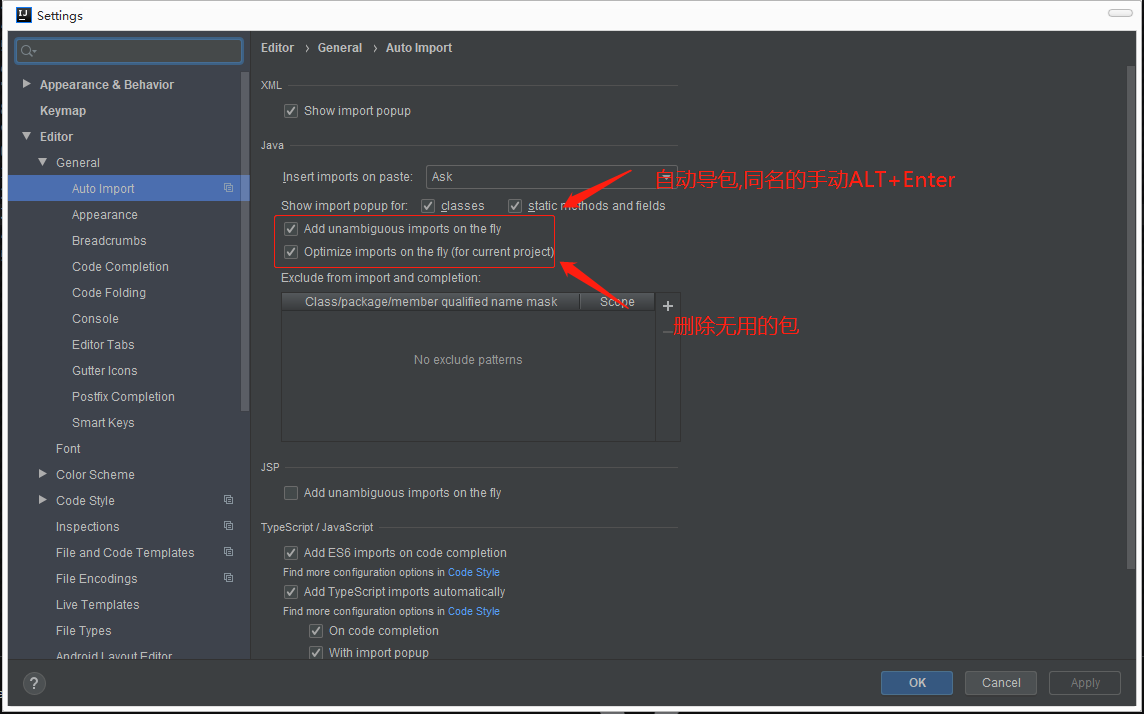 Settings
Appearance & Behavior
Keymap
Editor
General
Auto Import
Appearance
Breadcrumbs
Code Completion
Code Folding
Console
Editor Tabs
Gutter Icons
Postfix Completion
Smart Keys
Font
Color Scheme
Code Style
Inspections
File and Code Templates
File Encodings
Live Templates
File Types
Android Layout Editor
Editor › General › Auto Import
XML
Show import popup
Java
Insert imports on paste: Ask
自动导包,同名的手动ALT+Enter
Show import popup for: classes static methods and fields
Add unambiguous imports on the fly
Optimize imports on the fly (for current project)
Exclude from import and completion:
Class/package/member qualified name mask Scope
删除无用的包
No exclude patterns
JSP
Add unambiguous imports on the fly
TypeScript / JavaScript
Add ES6 imports on code completion
Find more configuration options in Code Style
Add TypeScript imports automatically
Find more configuration options in Code Style
On code completion
With import popup
?
OK Cancel Apply